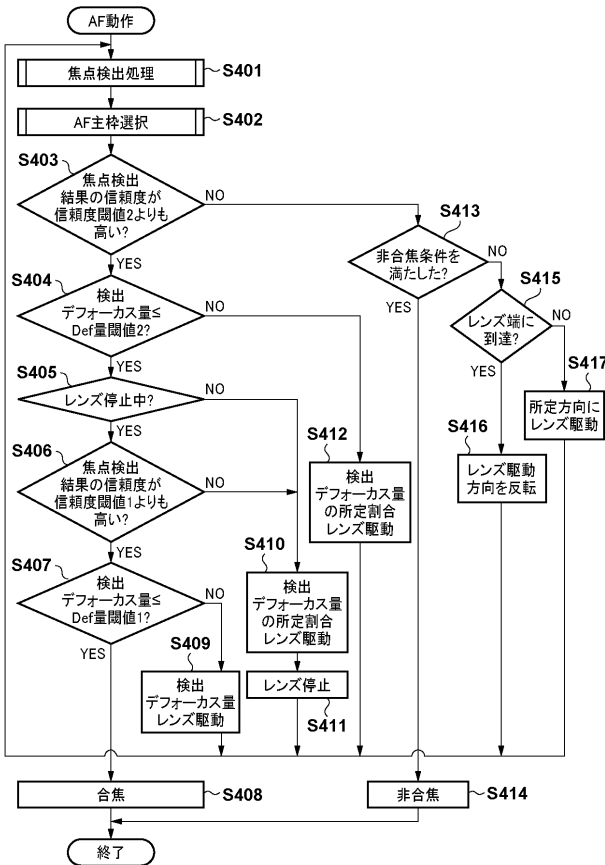 AF動作
焦点検出処理
S401
AF主枠選択
S402
S403
焦点検出
結果の信頼度が
信頼度閾値2よりも
高い?
NO
YES
S413
非合焦条件を
満たした?
NO
YES
S404
検出
デフォーカス量≤
Def量閾値2?
NO
YES
S415
レンズ端に
到達?
NO
YES
S405
レンズ停止中?
NO
YES
S417
所定方向に
レンズ駆動
S416
レンズ駆動
方向を反転
S406
焦点検出
結果の信頼度が
信頼度閾値1よりも
高い?
NO
YES
S412
検出
デフォーカス量
の所定割合
レンズ駆動
S407
検出
デフォーカス量≤
Def量閾値1?
NO
YES
S410
検出
デフォーカス量
の所定割合
レンズ駆動
S409
検出
デフォーカス量
レンズ駆動
レンズ停止
S411
合焦
S408
非合焦
S414
終了